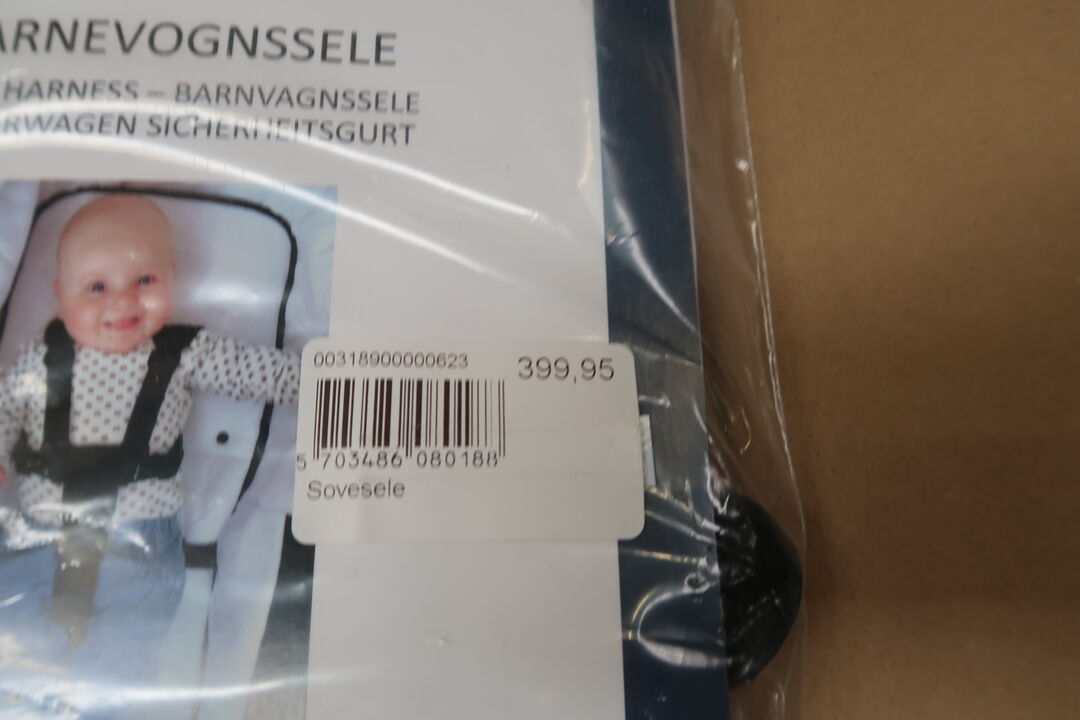 ARNEVOGNSSELE
HARNESS – BARNVAGNSSELE
RWAGEN SICHERHEITSGURT
00318900000623
399,95
5 703486 080188
Sovesele